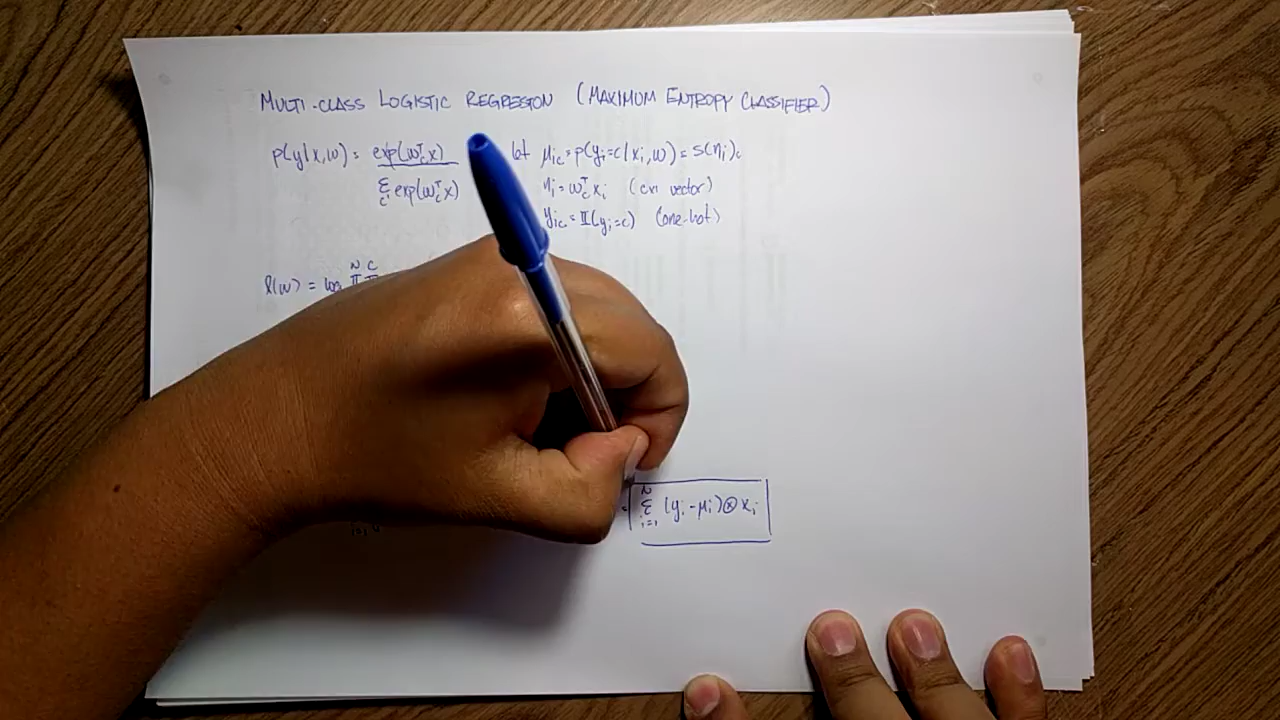 MULTI-CLASS LOGISTIC REGRESSION (MAXIMUM ENTROPY CLASSIFIER)
p(y|x,w) = exp(w_c^T x) / Σ_c' exp(w_c^T x)
let μ_ic = p(y_i=c|x_i,w) = S(η_i)_c
η_i = w_c^T x_i (cx1 vector)
y_ic = 𝕀(y_i=c) (one-hot)
ℓ(w) = log Π^N Π^C
= Σ_{i=1}^N (y_i - μ_i) ⊗ x_i